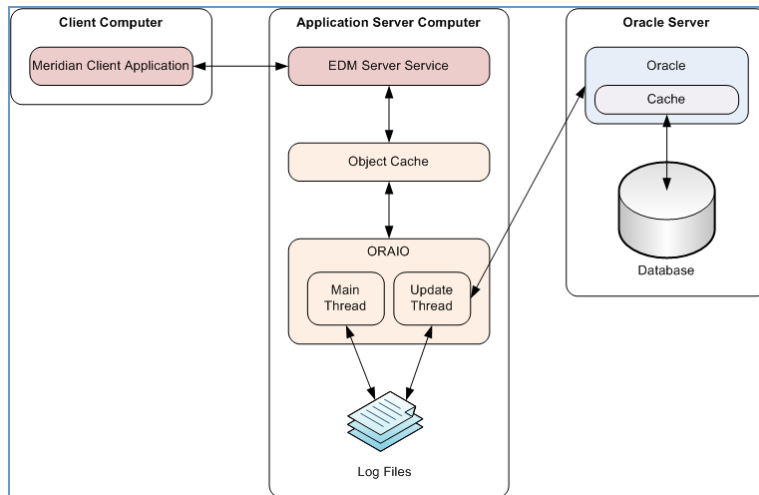 Client Computer
Meridian Client Application
Application Server Computer
EDM Server Service
Object Cache
ORAIO
Main
Thread
Update
Thread
Log Files
Oracle Server
Oracle
Cache
Database